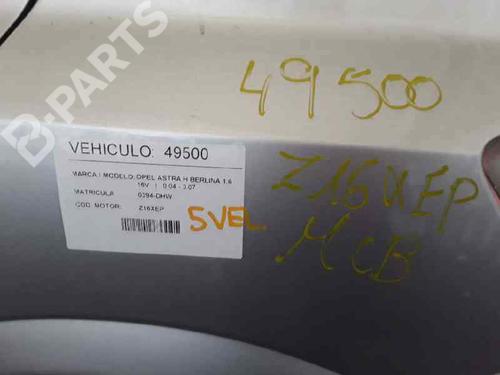 B-PARTS
49500
VEHICULO: 49500
MARCA / MODELO: OPEL ASTRA H BERLINA 1.6
16V | 0.04 - 3.07
MATRICULA: 0394-DHW
COD. MOTOR: Z16XEP
5VEL
Z16XEP
MCB